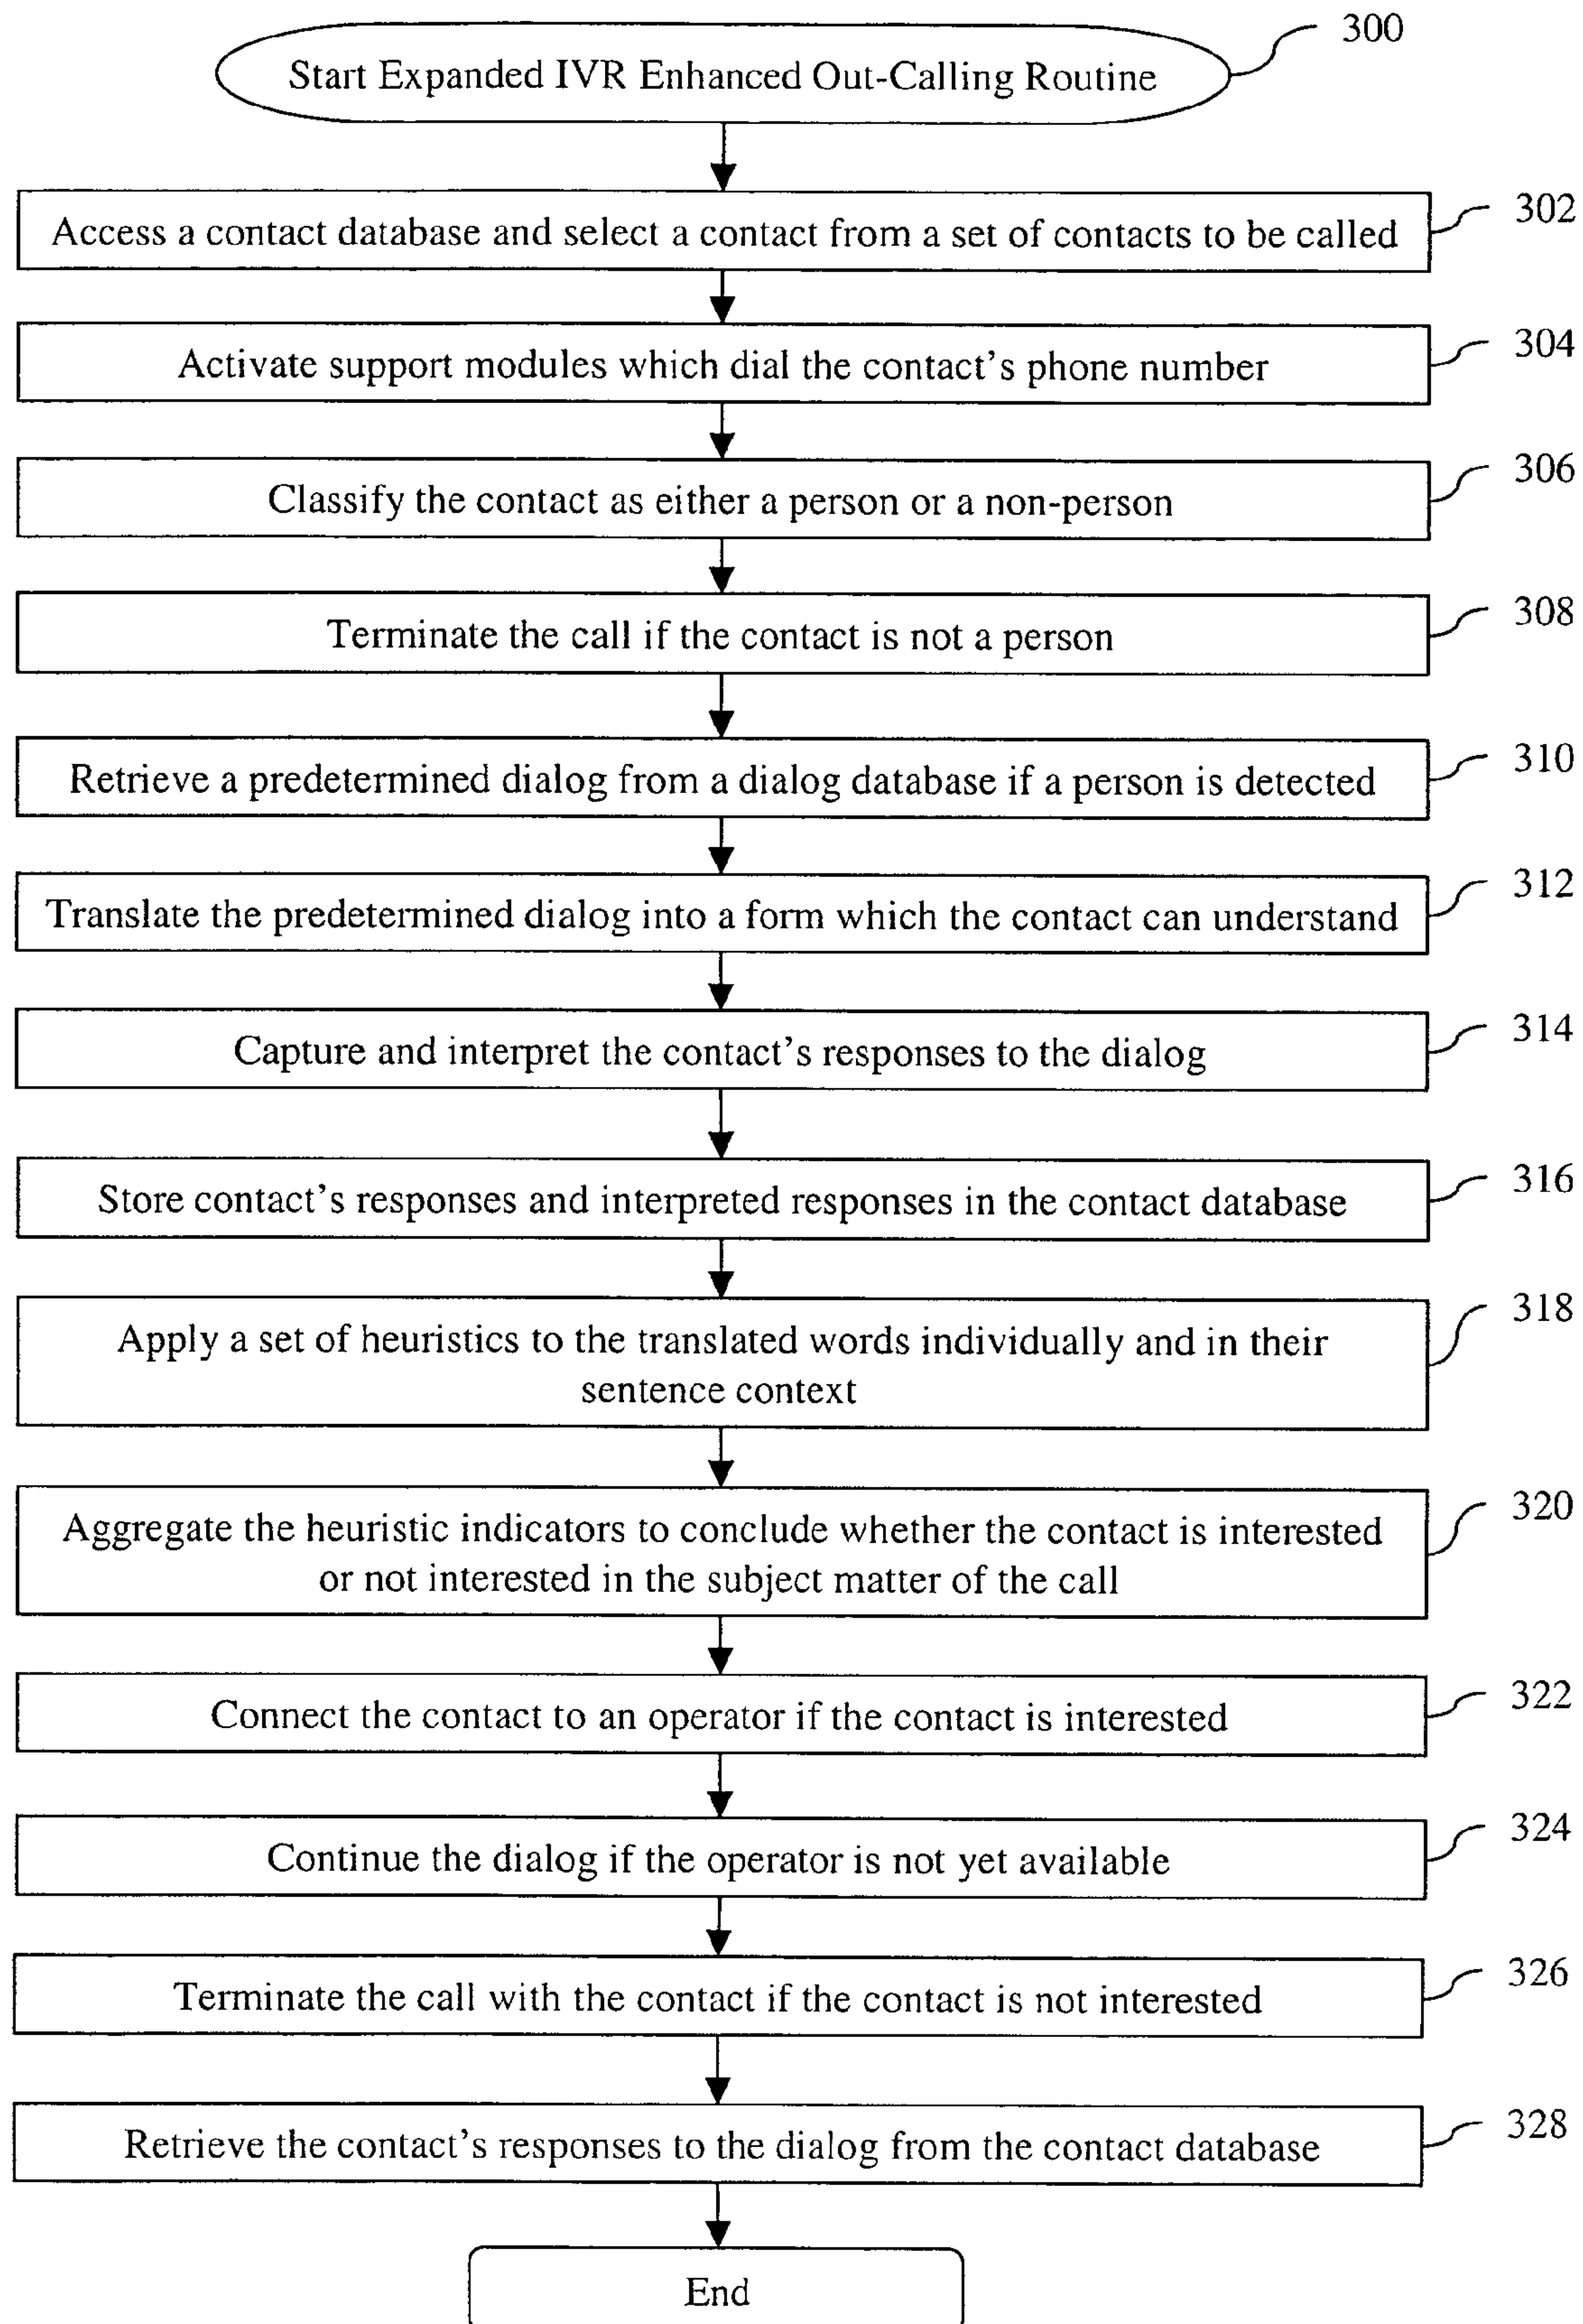 300
Start Expanded IVR Enhanced Out-Calling Routine
302
Access a contact database and select a contact from a set of contacts to be called
304
Activate support modules which dial the contact's phone number
306
Classify the contact as either a person or a non-person
308
Terminate the call if the contact is not a person
310
Retrieve a predetermined dialog from a dialog database if a person is detected
312
Translate the predetermined dialog into a form which the contact can understand
314
Capture and interpret the contact's responses to the dialog
316
Store contact's responses and interpreted responses in the contact database
318
Apply a set of heuristics to the translated words individually and in their
sentence context
320
Aggregate the heuristic indicators to conclude whether the contact is interested
or not interested in the subject matter of the call
322
Connect the contact to an operator if the contact is interested
324
Continue the dialog if the operator is not yet available
326
Terminate the call with the contact if the contact is not interested
328
Retrieve the contact's responses to the dialog from the contact database
End